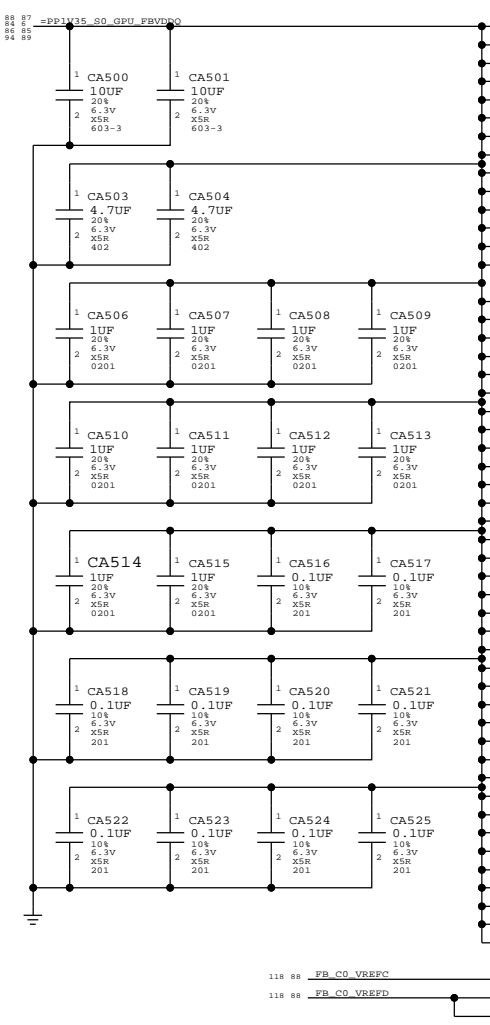 88 87
84 6
86 85
94 89
=PP1V35_S0_GPU_FBVDDQ
1 CA500
10UF
20%
6.3V
2 X5R
603-3
1 CA501
10UF
20%
6.3V
2 X5R
603-3
1 CA503
4.7UF
20%
6.3V
2 X5R
402
1 CA504
4.7UF
20%
6.3V
2 X5R
402
1 CA506
1UF
20%
6.3V
2 X5R
0201
1 CA507
1UF
20%
6.3V
2 X5R
0201
1 CA508
1UF
20%
6.3V
2 X5R
0201
1 CA509
1UF
20%
6.3V
2 X5R
0201
1 CA510
1UF
20%
6.3V
2 X5R
0201
1 CA511
1UF
20%
6.3V
2 X5R
0201
1 CA512
1UF
20%
6.3V
2 X5R
0201
1 CA513
1UF
20%
6.3V
2 X5R
0201
1 CA514
1UF
20%
6.3V
2 X5R
0201
1 CA515
1UF
20%
6.3V
2 X5R
0201
1 CA516
0.1UF
10%
6.3V
2 X5R
201
1 CA517
0.1UF
10%
6.3V
2 X5R
201
1 CA518
0.1UF
10%
6.3V
2 X5R
201
1 CA519
0.1UF
10%
6.3V
2 X5R
201
1 CA520
0.1UF
10%
6.3V
2 X5R
201
1 CA521
0.1UF
10%
6.3V
2 X5R
201
1 CA522
0.1UF
10%
6.3V
2 X5R
201
1 CA523
0.1UF
10%
6.3V
2 X5R
201
1 CA524
0.1UF
10%
6.3V
2 X5R
201
1 CA525
0.1UF
10%
6.3V
2 X5R
201
118 88 FB_C0_VREFC
118 88 FB_C0_VREFD